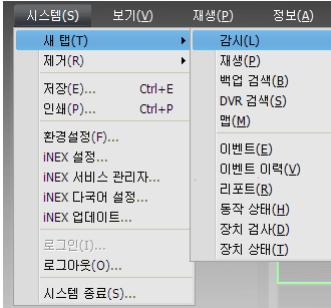 시스템(S) 보기(V) 재생(P) 정보(A)
새 탭(T)
제거(R)
저장(E)... Ctrl+E
인쇄(P)... Ctrl+P
환경설정(F)...
iNEX 설정...
iNEX 서비스 관리자...
iNEX 다국어 설정...
iNEX 업데이트...
로그인(I)...
로그아웃(O)...
시스템 종료(S)...
감시(L)
재생(P)
백업 검색(B)
DVR 검색(S)
맵(M)
이벤트(E)
이벤트 이력(V)
리포트(R)
동작 상태(H)
장치 검사(D)
장치 상태(T)